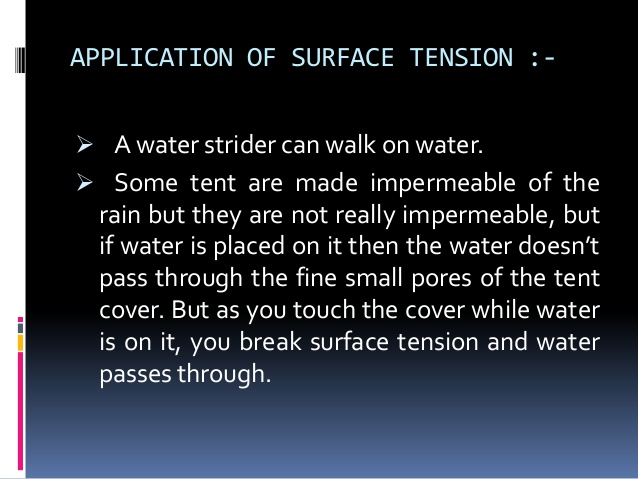 APPLICATION OF SURFACE TENSION :-
➢ A water strider can walk on water.
➢ Some tent are made impermeable of the
rain but they are not really impermeable, but
if water is placed on it then the water doesn’t
pass through the fine small pores of the tent
cover. But as you touch the cover while water
is on it, you break surface tension and water
passes through.